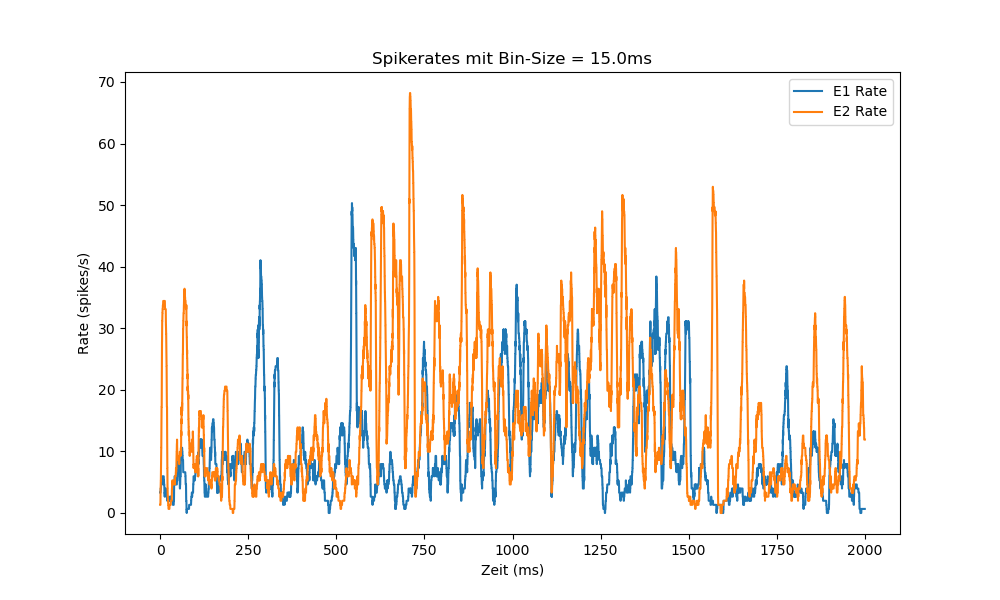 Spikerates mit Bin-Size = 15.0ms
E1 Rate
E2 Rate
Rate (spikes/s)
70
60
50
40
30
20
10
0
0 250 500 750 1000 1250 1500 1750 2000
Zeit (ms)